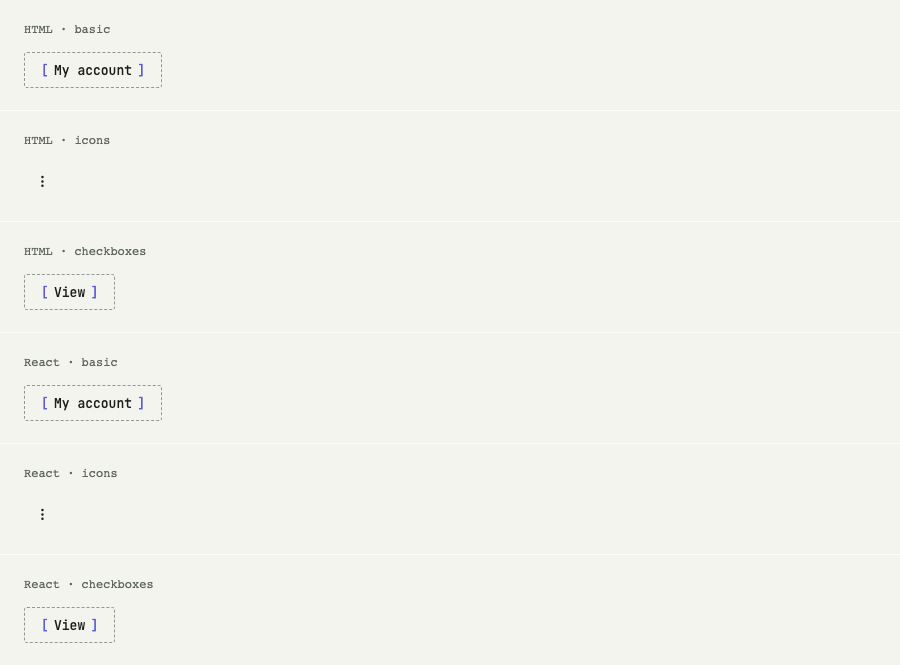 HTML · basic
[ My account ]
HTML · icons
⋮
HTML · checkboxes
[ View ]
React · basic
[ My account ]
React · icons
⋮
React · checkboxes
[ View ]